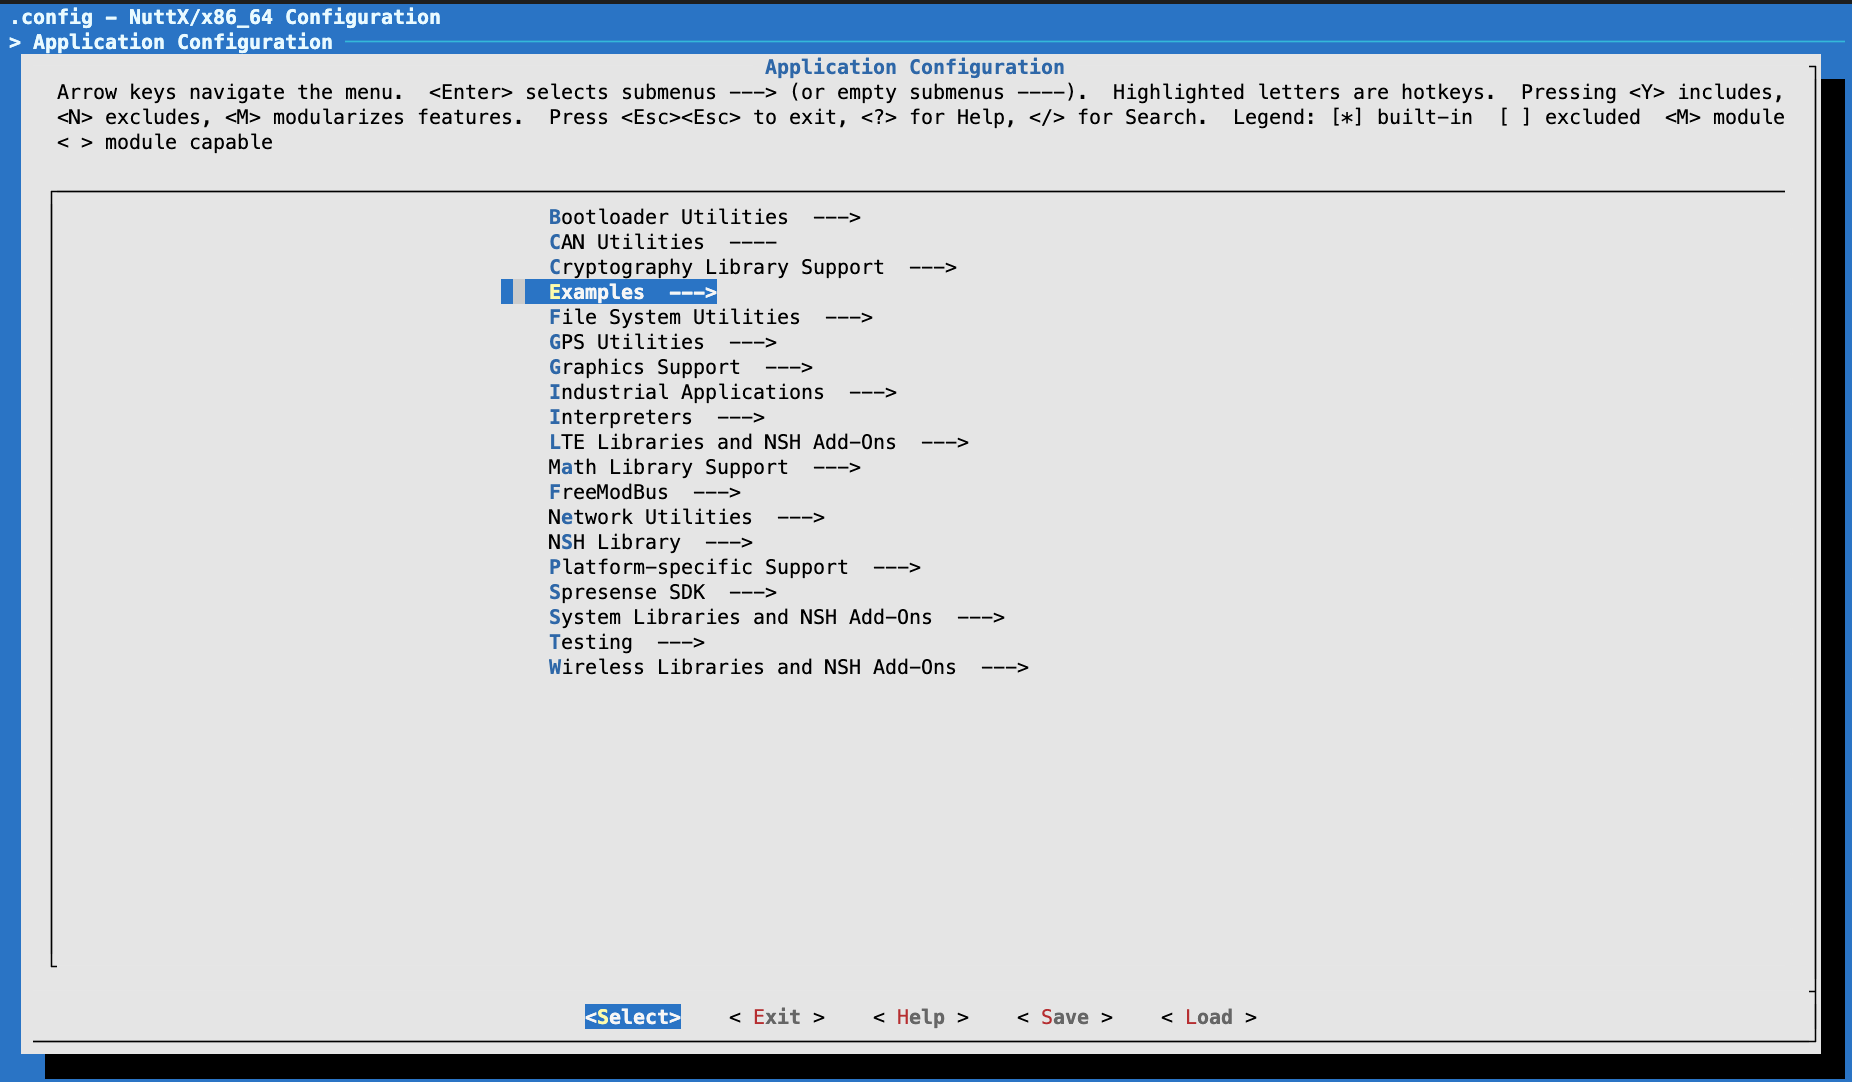 .config - NuttX/x86_64 Configuration
> Application Configuration
Application Configuration
Arrow keys navigate the menu.  <Enter> selects submenus ---> (or empty submenus ----).  Highlighted letters are hotkeys.  Pressing <Y> includes,
<N> excludes, <M> modularizes features.  Press <Esc><Esc> to exit, <?> for Help, </> for Search.  Legend: [*] built-in  [ ] excluded  <M> module
< > module capable
Bootloader Utilities  --->
CAN Utilities  ----
Cryptography Library Support  --->
Examples  --->
File System Utilities  --->
GPS Utilities  --->
Graphics Support  --->
Industrial Applications  --->
Interpreters  --->
LTE Libraries and NSH Add-Ons  --->
Math Library Support  --->
FreeModBus  --->
Network Utilities  --->
NSH Library  --->
Platform-specific Support  --->
Spresense SDK  --->
System Libraries and NSH Add-Ons  --->
Testing  --->
Wireless Libraries and NSH Add-Ons  --->
<Select>    < Exit >    < Help >    < Save >    < Load >